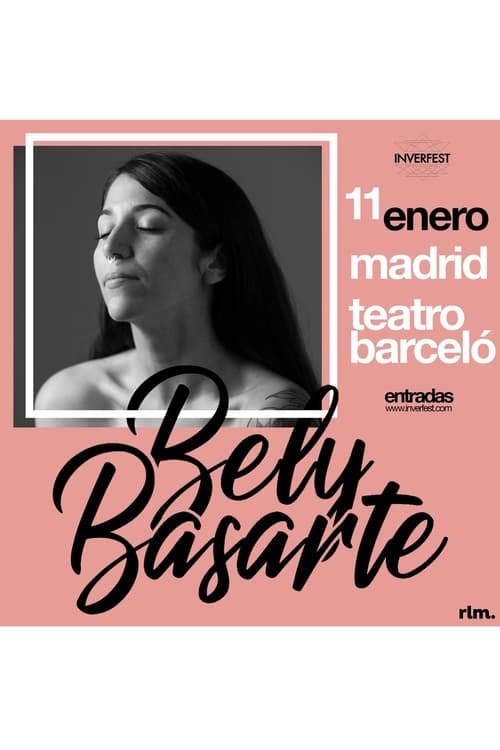 INVERFEST
11 enero
madrid
teatro
barceló
entradas
www.inverfest.com
Bely
Basarte
rlm.